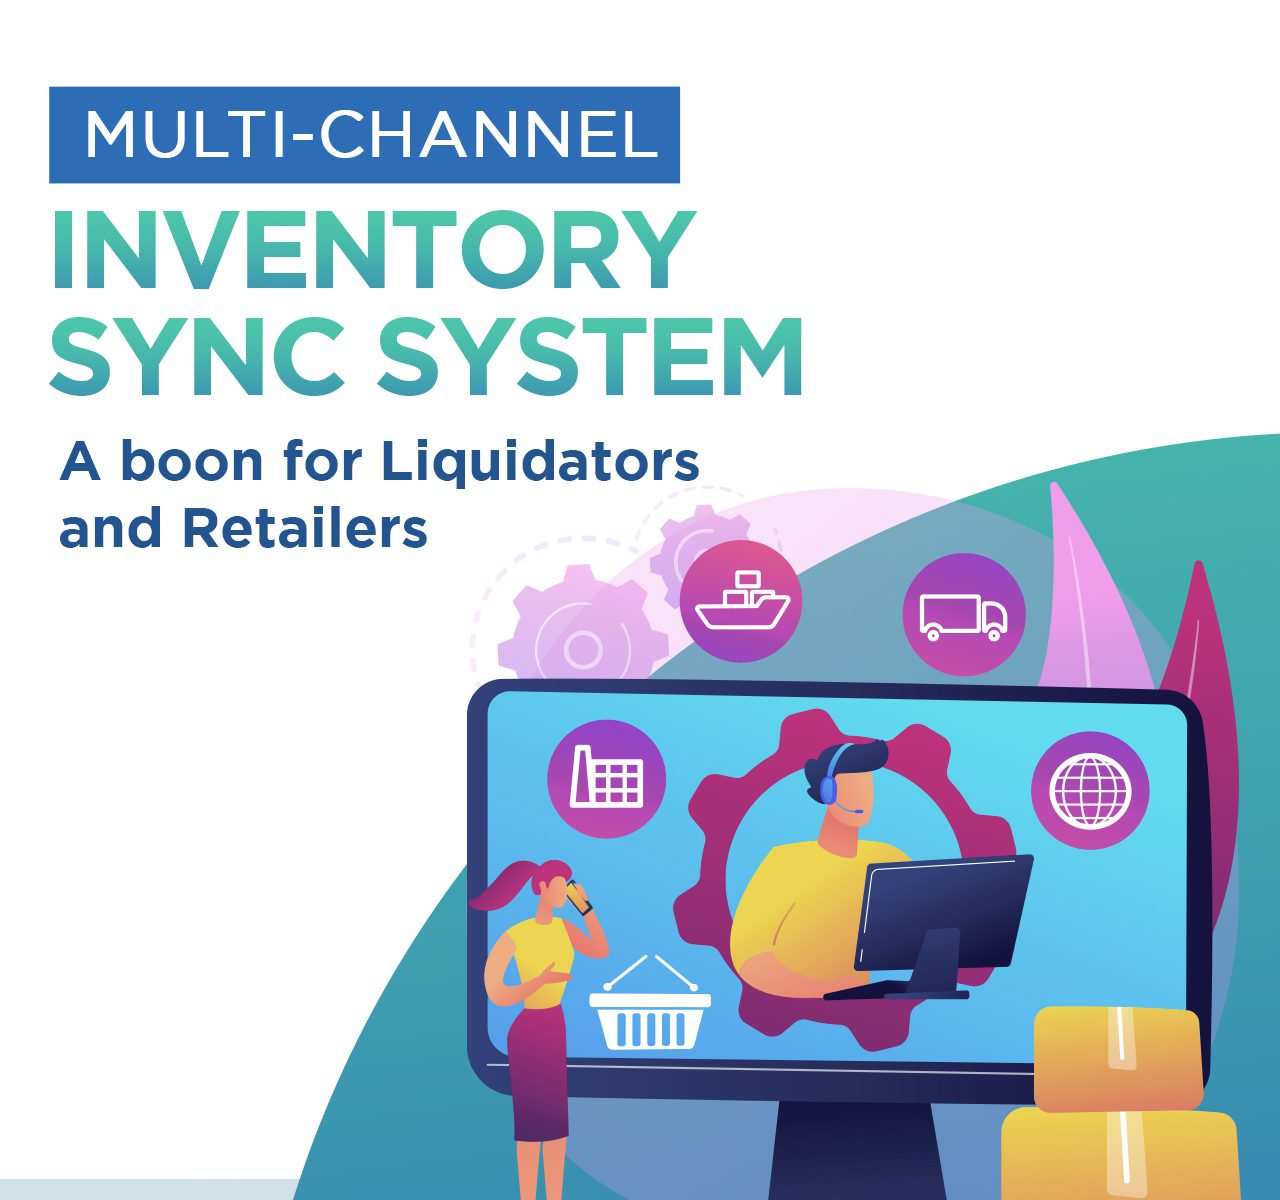 MULTI-CHANNEL
INVENTORY
SYNC SYSTEM
A boon for Liquidators
and Retailers